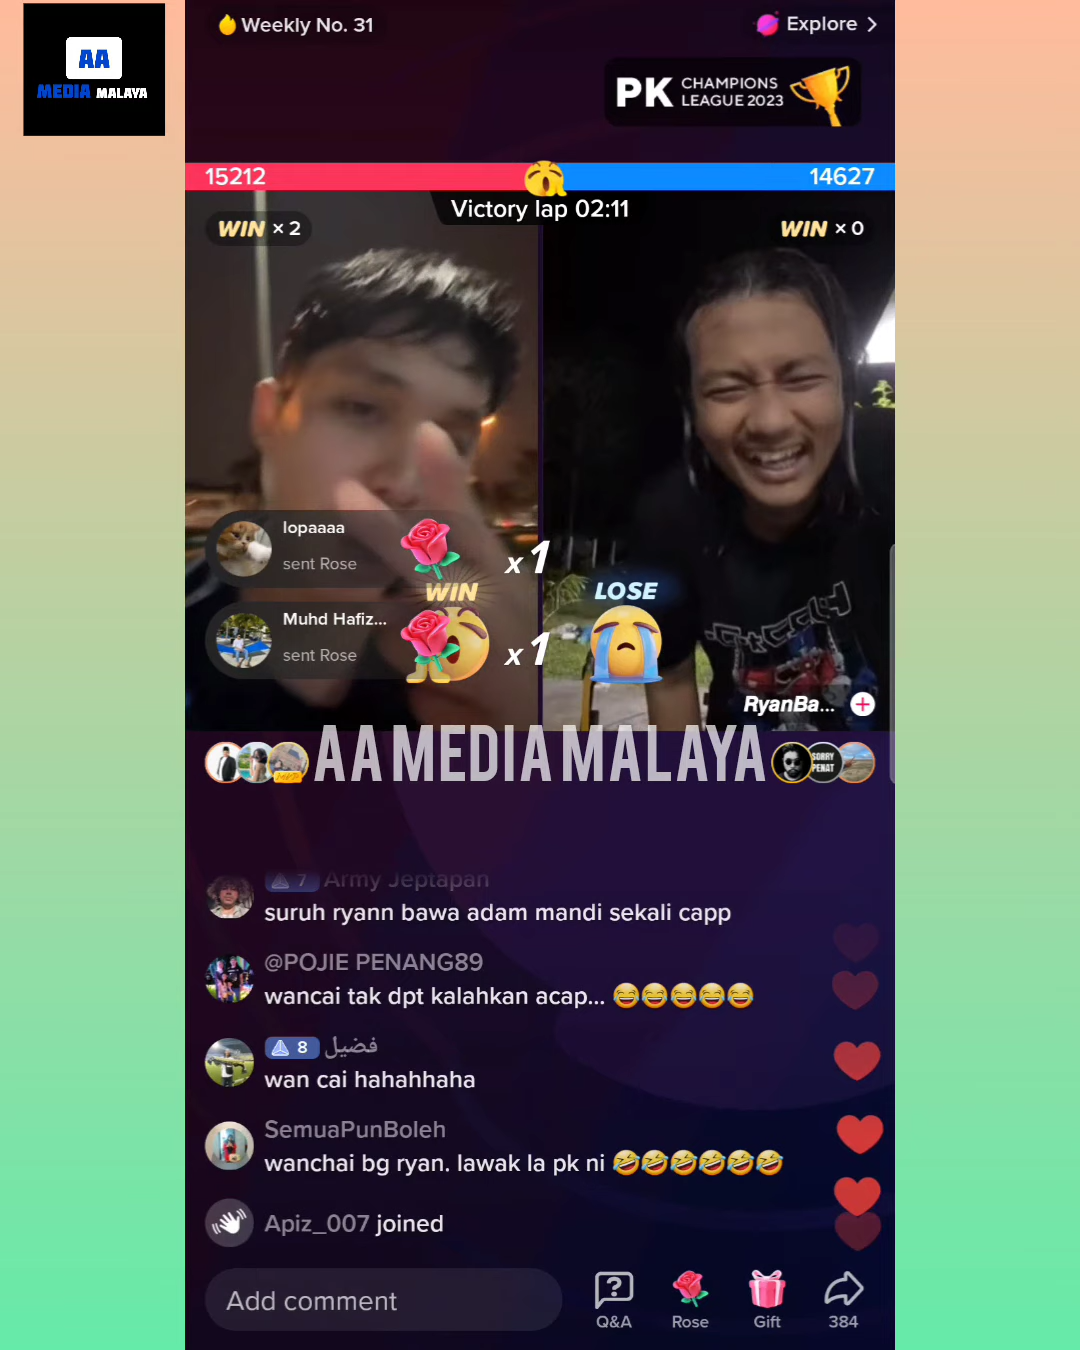 AA
MEDIA MALAYA
Weekly No. 31
Explore
PK CHAMPIONS
LEAGUE 2023
15212
14627
Victory lap 02:11
WIN × 2
WIN × 0
lopaaaa
sent Rose
x 1
WIN
LOSE
Muhd Hafiz...
sent Rose
x 1
RyanBa...
AA MEDIA MALAYA
SORRY
PENAT
7 Army Jeptapan
suruh ryann bawa adam mandi sekali capp
@POJIE PENANG89
wancai tak dpt kalahkan acap... 😂😂😂😂😂
8 فضيل
wan cai hahahhaha
SemuaPunBoleh
wanchai bg ryan. lawak la pk ni 🤣🤣🤣🤣🤣🤣
Apiz_007 joined
Add comment
Q&A
Rose
Gift
384